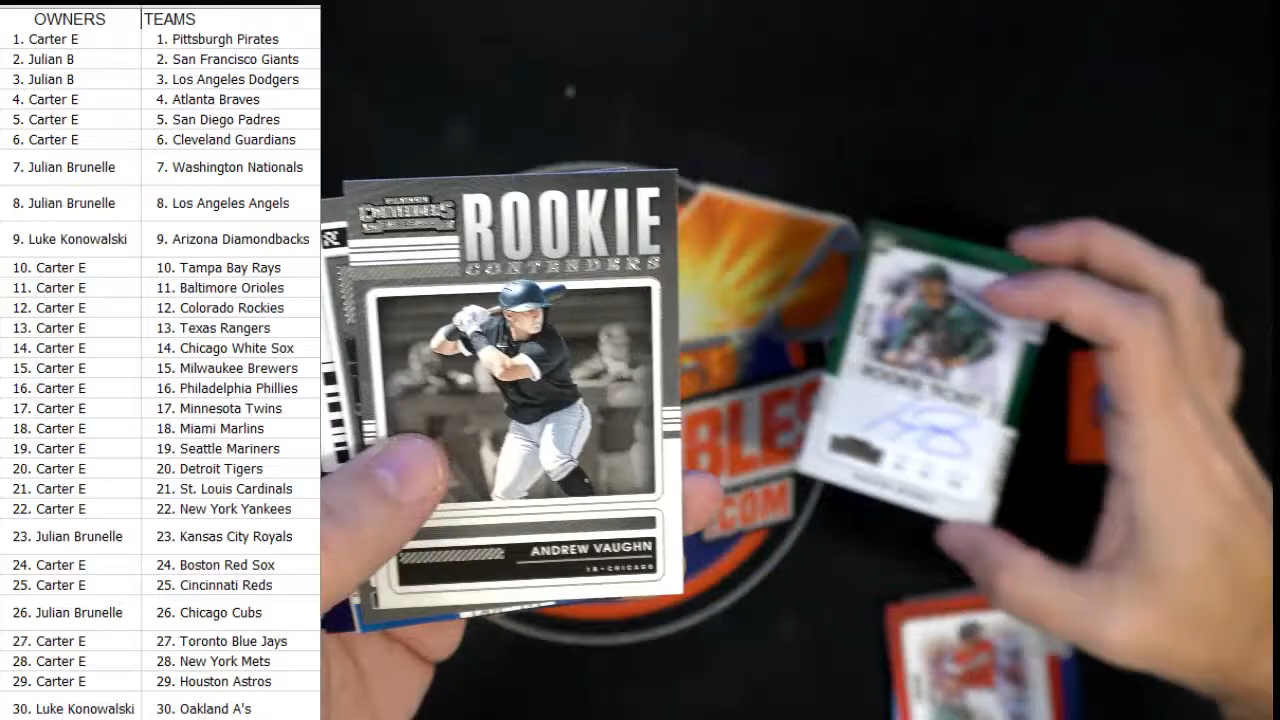 OWNERS TEAMS
1. Carter E 1. Pittsburgh Pirates
2. Julian B 2. San Francisco Giants
3. Julian B 3. Los Angeles Dodgers
4. Carter E 4. Atlanta Braves
5. Carter E 5. San Diego Padres
6. Carter E 6. Cleveland Guardians
7. Julian Brunelle 7. Washington Nationals
8. Julian Brunelle 8. Los Angeles Angels
9. Luke Konowalski 9. Arizona Diamondbacks
10. Carter E 10. Tampa Bay Rays
11. Carter E 11. Baltimore Orioles
12. Carter E 12. Colorado Rockies
13. Carter E 13. Texas Rangers
14. Carter E 14. Chicago White Sox
15. Carter E 15. Milwaukee Brewers
16. Carter E 16. Philadelphia Phillies
17. Carter E 17. Minnesota Twins
18. Carter E 18. Miami Marlins
19. Carter E 19. Seattle Mariners
20. Carter E 20. Detroit Tigers
21. Carter E 21. St. Louis Cardinals
22. Carter E 22. New York Yankees
23. Julian Brunelle 23. Kansas City Royals
24. Carter E 24. Boston Red Sox
25. Carter E 25. Cincinnati Reds
26. Julian Brunelle 26. Chicago Cubs
27. Carter E 27. Toronto Blue Jays
28. Carter E 28. New York Mets
29. Carter E 29. Houston Astros
30. Luke Konowalski 30. Oakland A's
CONTENDERS
ROOKIE
CONTENDERS
ANDREW VAUGHN
1B • CHICAGO
BLES
.COM